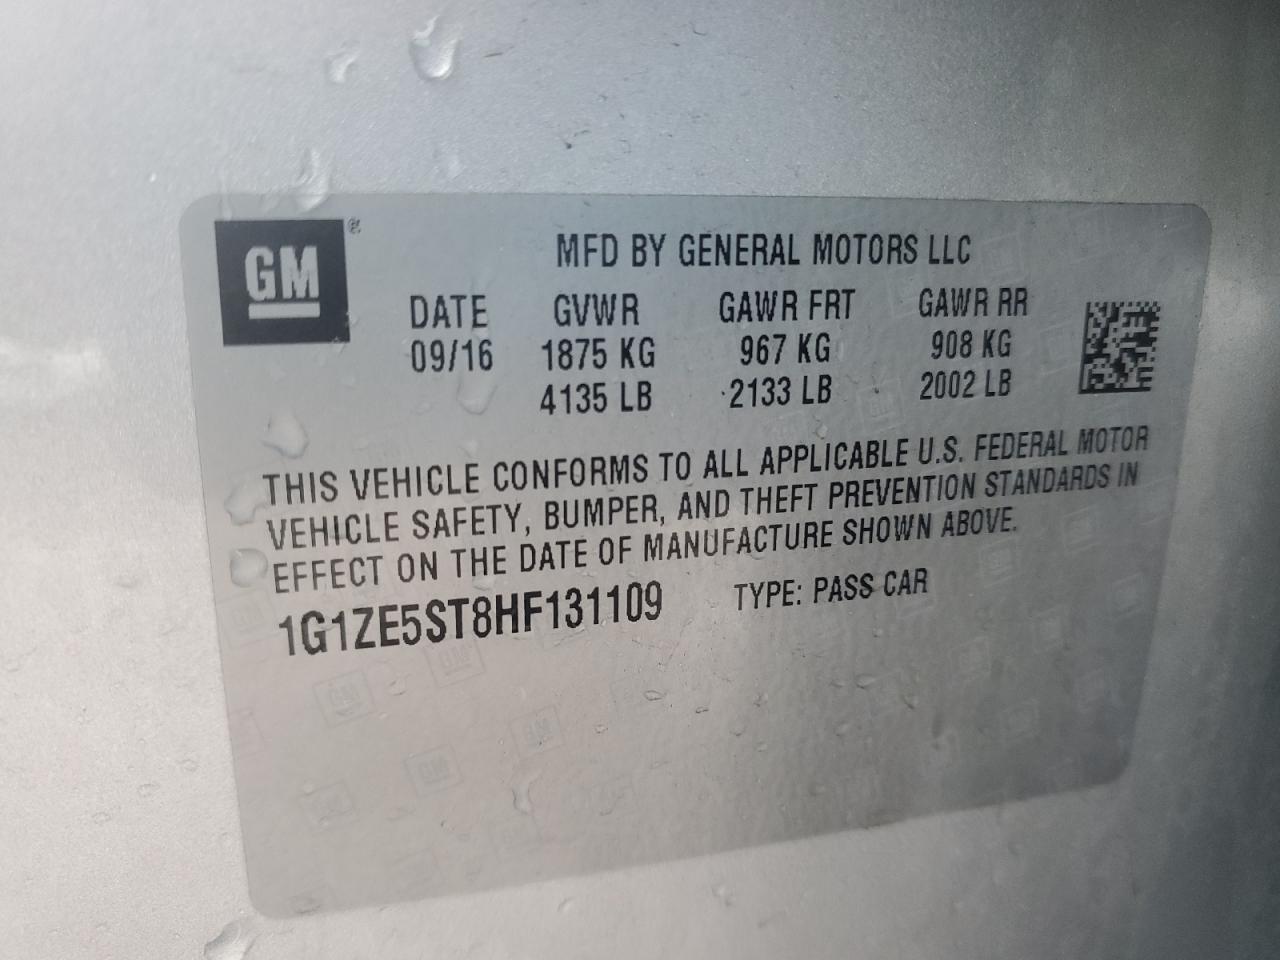 GM ®
MFD BY GENERAL MOTORS LLC
DATE GVWR GAWR FRT GAWR RR
09/16 1875 KG 967 KG 908 KG
4135 LB 2133 LB 2002 LB
THIS VEHICLE CONFORMS TO ALL APPLICABLE U.S. FEDERAL MOTOR
VEHICLE SAFETY, BUMPER, AND THEFT PREVENTION STANDARDS IN
EFFECT ON THE DATE OF MANUFACTURE SHOWN ABOVE.
1G1ZE5ST8HF131109 TYPE: PASS CAR